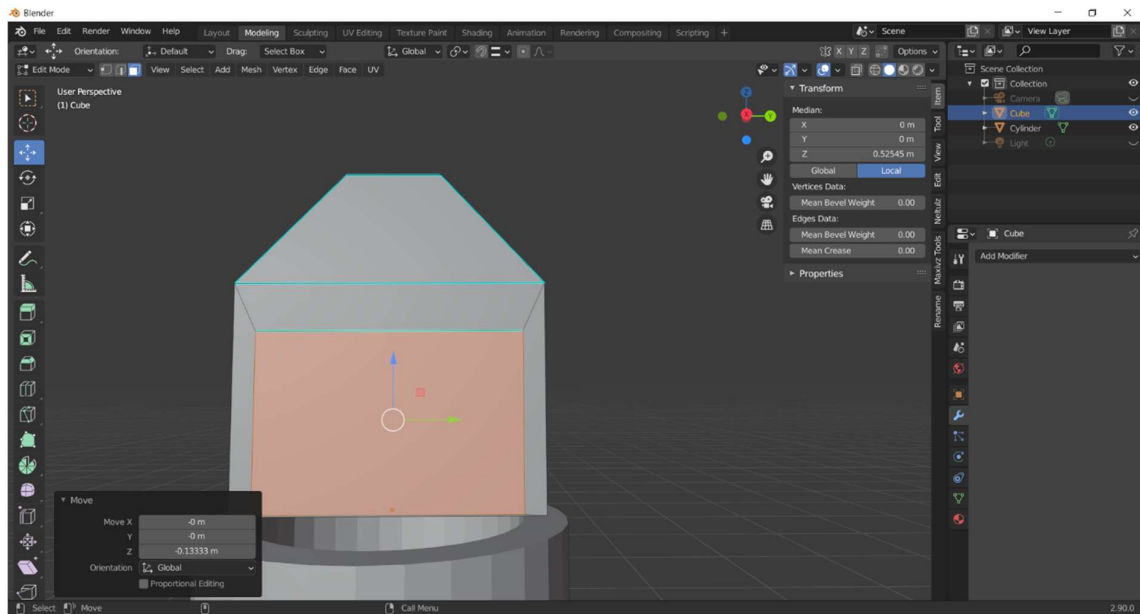 Blender
File Edit Render Window Help Layout Modeling Sculpting UV Editing Texture Paint Shading Animation Rendering Compositing Scripting + Scene View Layer
Orientation: Default Drag: Select Box Global X Y Z Options
Edit Mode View Select Add Mesh Vertex Edge Face UV
User Perspective
(1) Cube
Z
Y
X
Transform
Median:
X 0 m
Y 0 m
Z 0.52545 m
Global Local
Vertices Data:
Mean Bevel Weight 0.00
Edges Data:
Mean Bevel Weight 0.00
Mean Crease 0.00
Properties
Item
Tool
View
Edit
Neltulz
Maxivz Tools
Rename
Scene Collection
Collection
Camera
Cube
Cylinder
Light
Cube
Add Modifier
Move
Move X -0 m
Y -0 m
Z -0.13333 m
Orientation Global
Proportional Editing
Select Move Call Menu 2.90.0